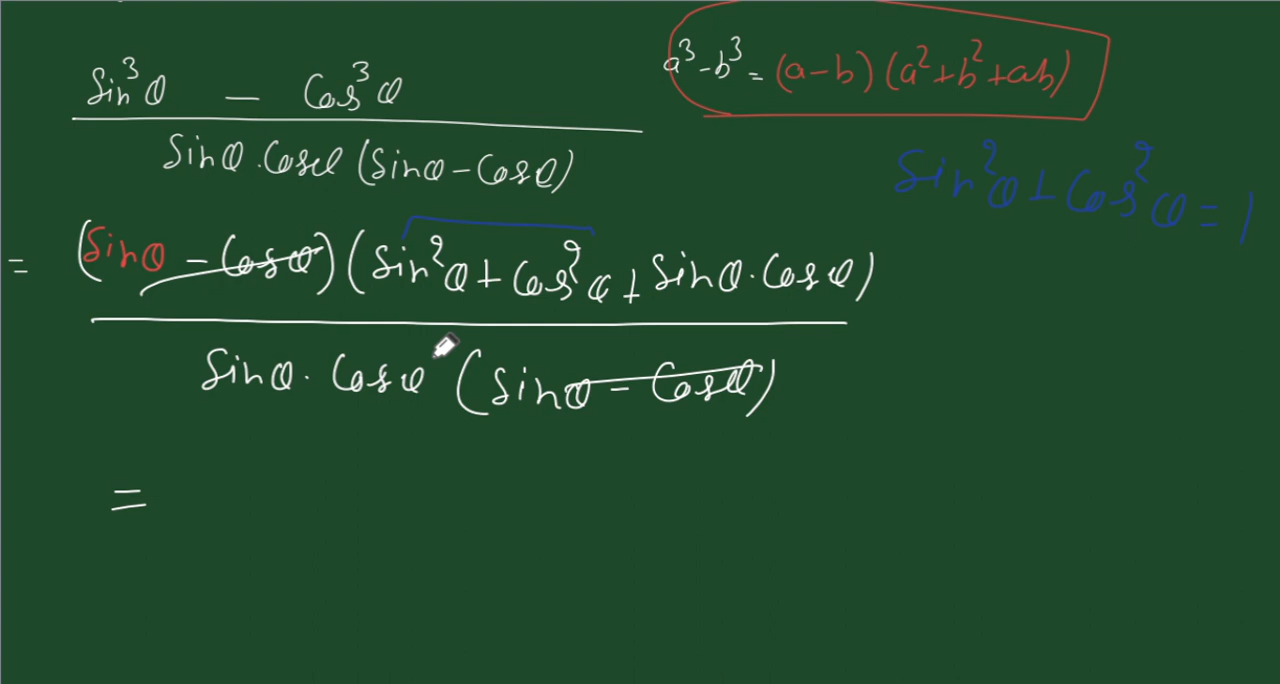 a³-b³ = (a-b) (a²+b²+ab)
Sin³θ - Cos³θ
Sinθ.Cosθ (Sinθ-Cosθ)
Sin²θ+Cos²θ=1
= (Sinθ - Cosθ) (Sin²θ+Cos²θ+Sinθ.Cosθ)
Sinθ. Cosθ (Sinθ - Cosθ)
=